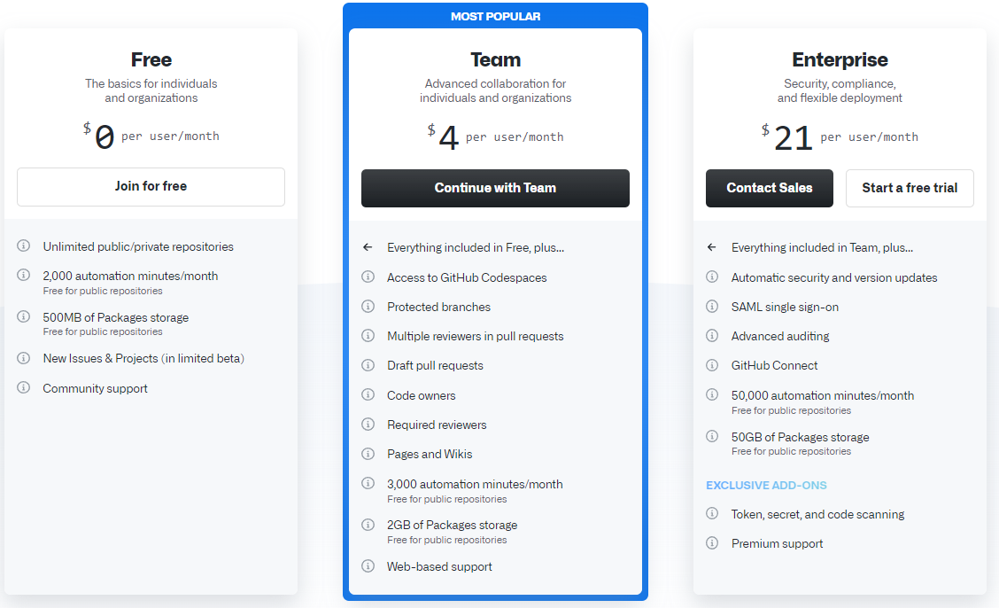 Free
The basics for individuals
and organizations
$0 per user/month
Join for free
Unlimited public/private repositories
2,000 automation minutes/month
Free for public repositories
500MB of Packages storage
Free for public repositories
New Issues & Projects (in limited beta)
Community support
MOST POPULAR
Team
Advanced collaboration for
individuals and organizations
$4 per user/month
Continue with Team
← Everything included in Free, plus...
Access to GitHub Codespaces
Protected branches
Multiple reviewers in pull requests
Draft pull requests
Code owners
Required reviewers
Pages and Wikis
3,000 automation minutes/month
Free for public repositories
2GB of Packages storage
Free for public repositories
Web-based support
Enterprise
Security, compliance,
and flexible deployment
$21 per user/month
Contact Sales
Start a free trial
← Everything included in Team, plus...
Automatic security and version updates
SAML single sign-on
Advanced auditing
GitHub Connect
50,000 automation minutes/month
Free for public repositories
50GB of Packages storage
Free for public repositories
EXCLUSIVE ADD-ONS
Token, secret, and code scanning
Premium support